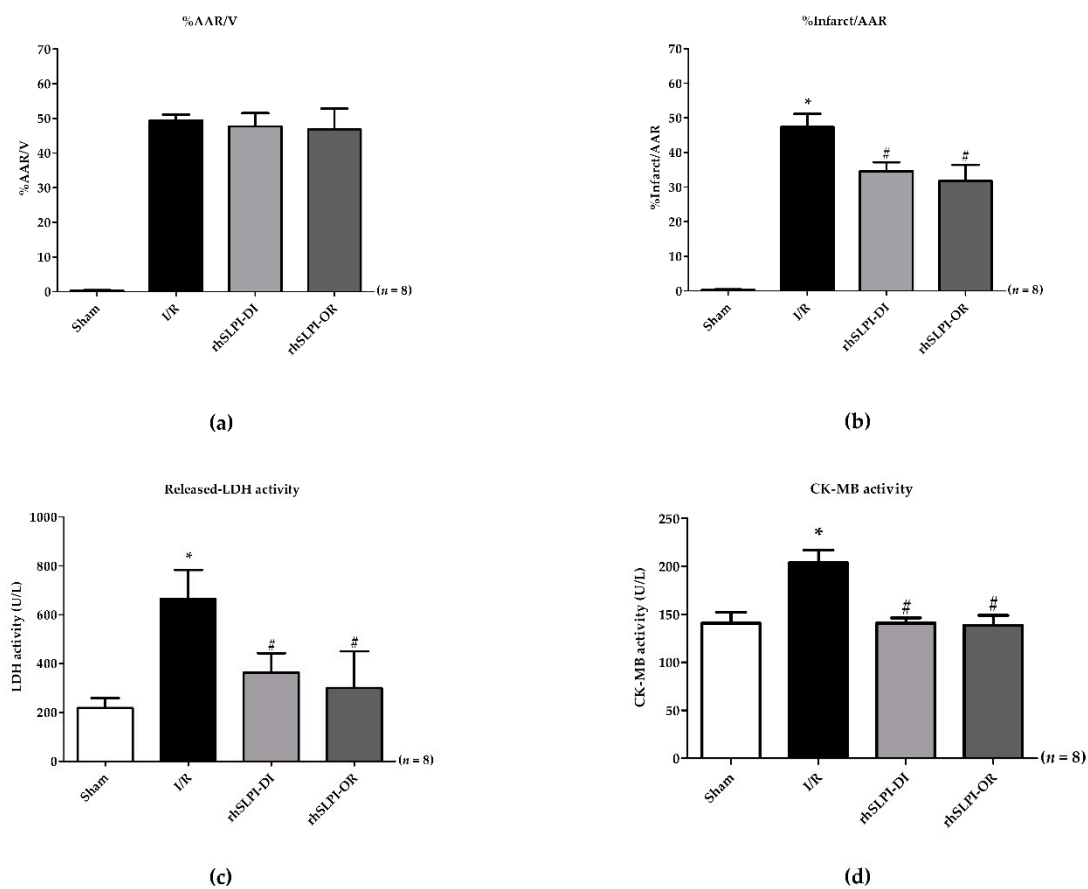 %AAR/V
%AAR/V
70
60
50
40
30
20
10
0
Sham
I/R
rhSLPI-DI
rhSLPI-OR
(n = 8)
(a)
%Infarct/AAR
%Infarct/AAR
70
60
50
40
30
20
10
0
*
#
#
Sham
I/R
rhSLPI-DI
rhSLPI-OR
(n = 8)
(b)
Released-LDH activity
LDH activity (U/L)
1000
800
600
400
200
0
*
#
#
Sham
I/R
rhSLPI-DI
rhSLPI-OR
(n = 8)
(c)
CK-MB activity
CK-MB activity (U/L)
250
200
150
100
50
0
*
#
#
Sham
I/R
rhSLPI-DI
rhSLPI-OR
(n = 8)
(d)